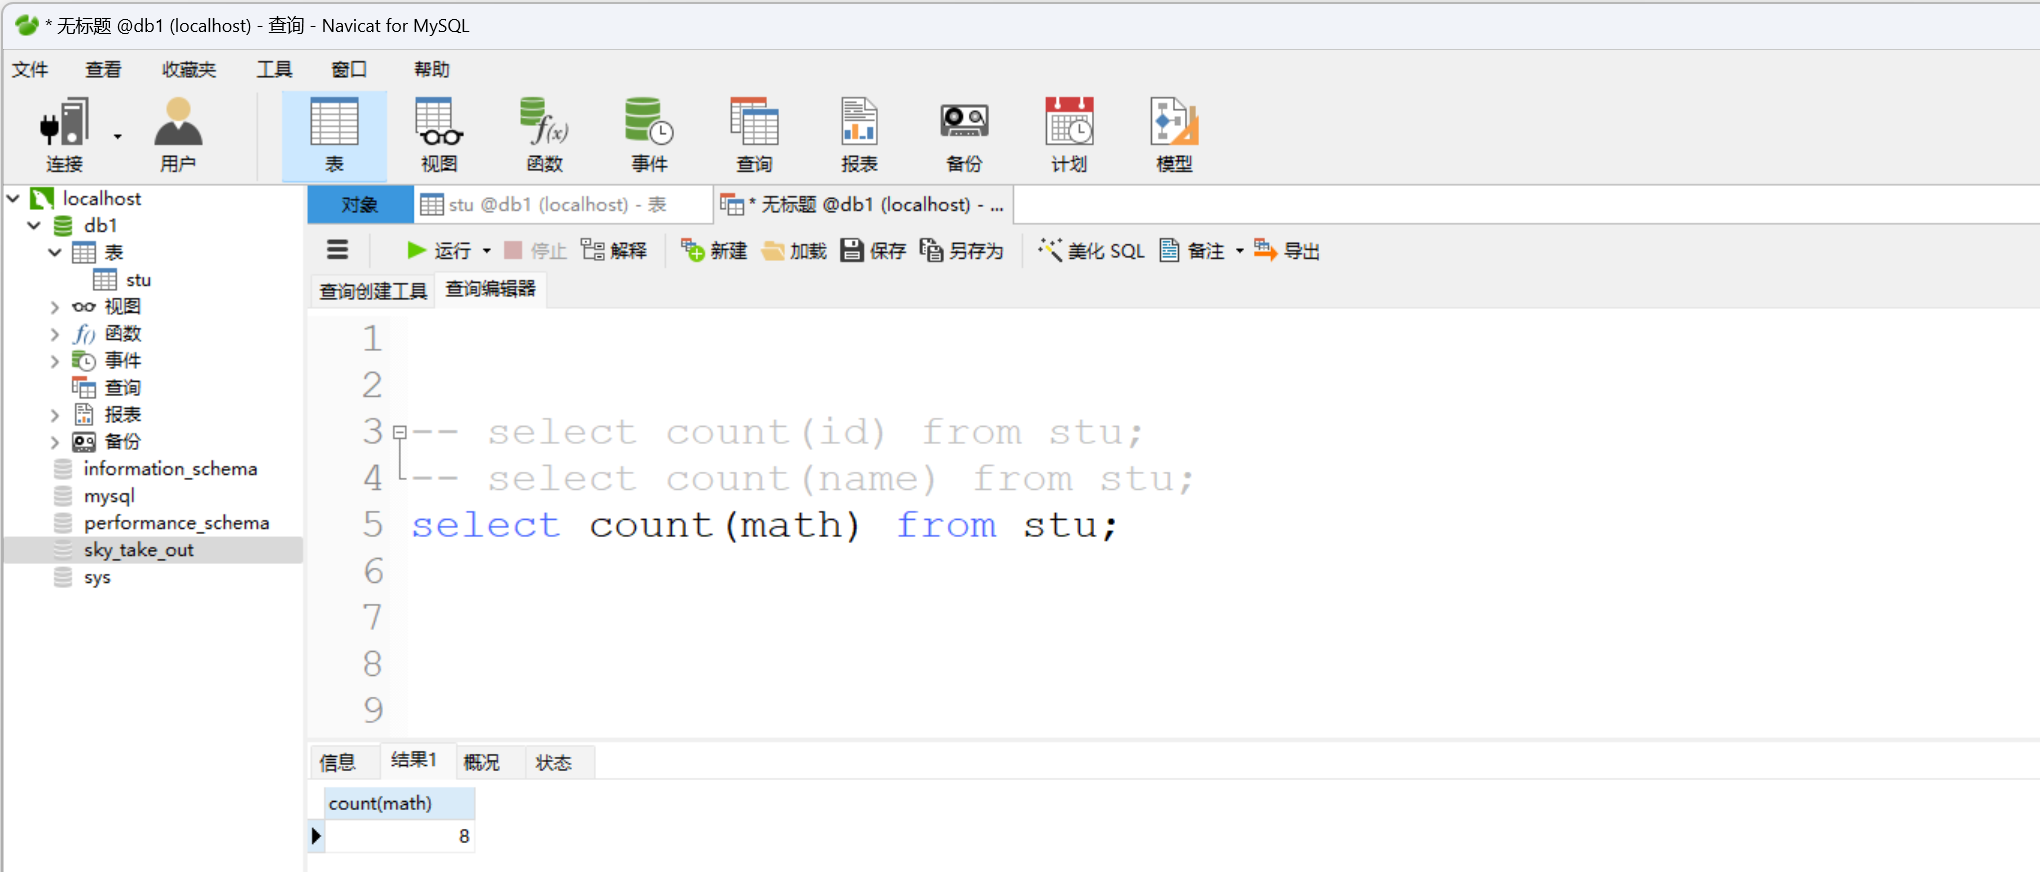 * 无标题 @db1 (localhost) - 查询 - Navicat for MySQL
文件 查看 收藏夹 工具 窗口 帮助
连接 用户 表 视图 函数 事件 查询 报表 备份 计划 模型
localhost
db1
表
stu
视图
函数
事件
查询
报表
备份
information_schema
mysql
performance_schema
sky_take_out
sys
对象 stu @db1 (localhost) - 表 * 无标题 @db1 (localhost) - ...
运行 停止 解释 新建 加载 保存 另存为 美化 SQL 备注 导出
查询创建工具 查询编辑器
1
2
3 -- select count(id) from stu;
4 -- select count(name) from stu;
5 select count(math) from stu;
6
7
8
9
信息 结果1 概况 状态
count(math)
8